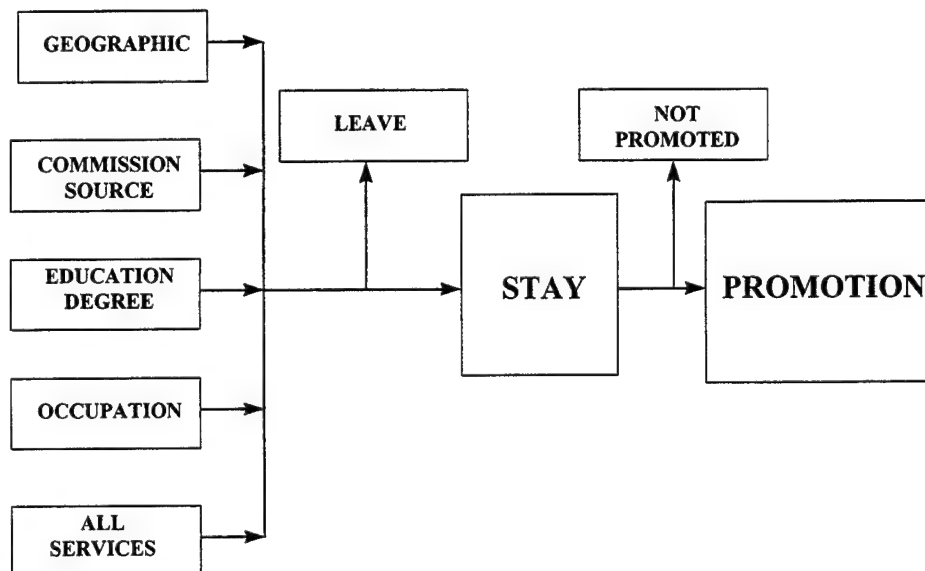 GEOGRAPHIC
COMMISSION
SOURCE
EDUCATION
DEGREE
OCCUPATION
ALL
SERVICES
LEAVE
STAY
NOT
PROMOTED
PROMOTION